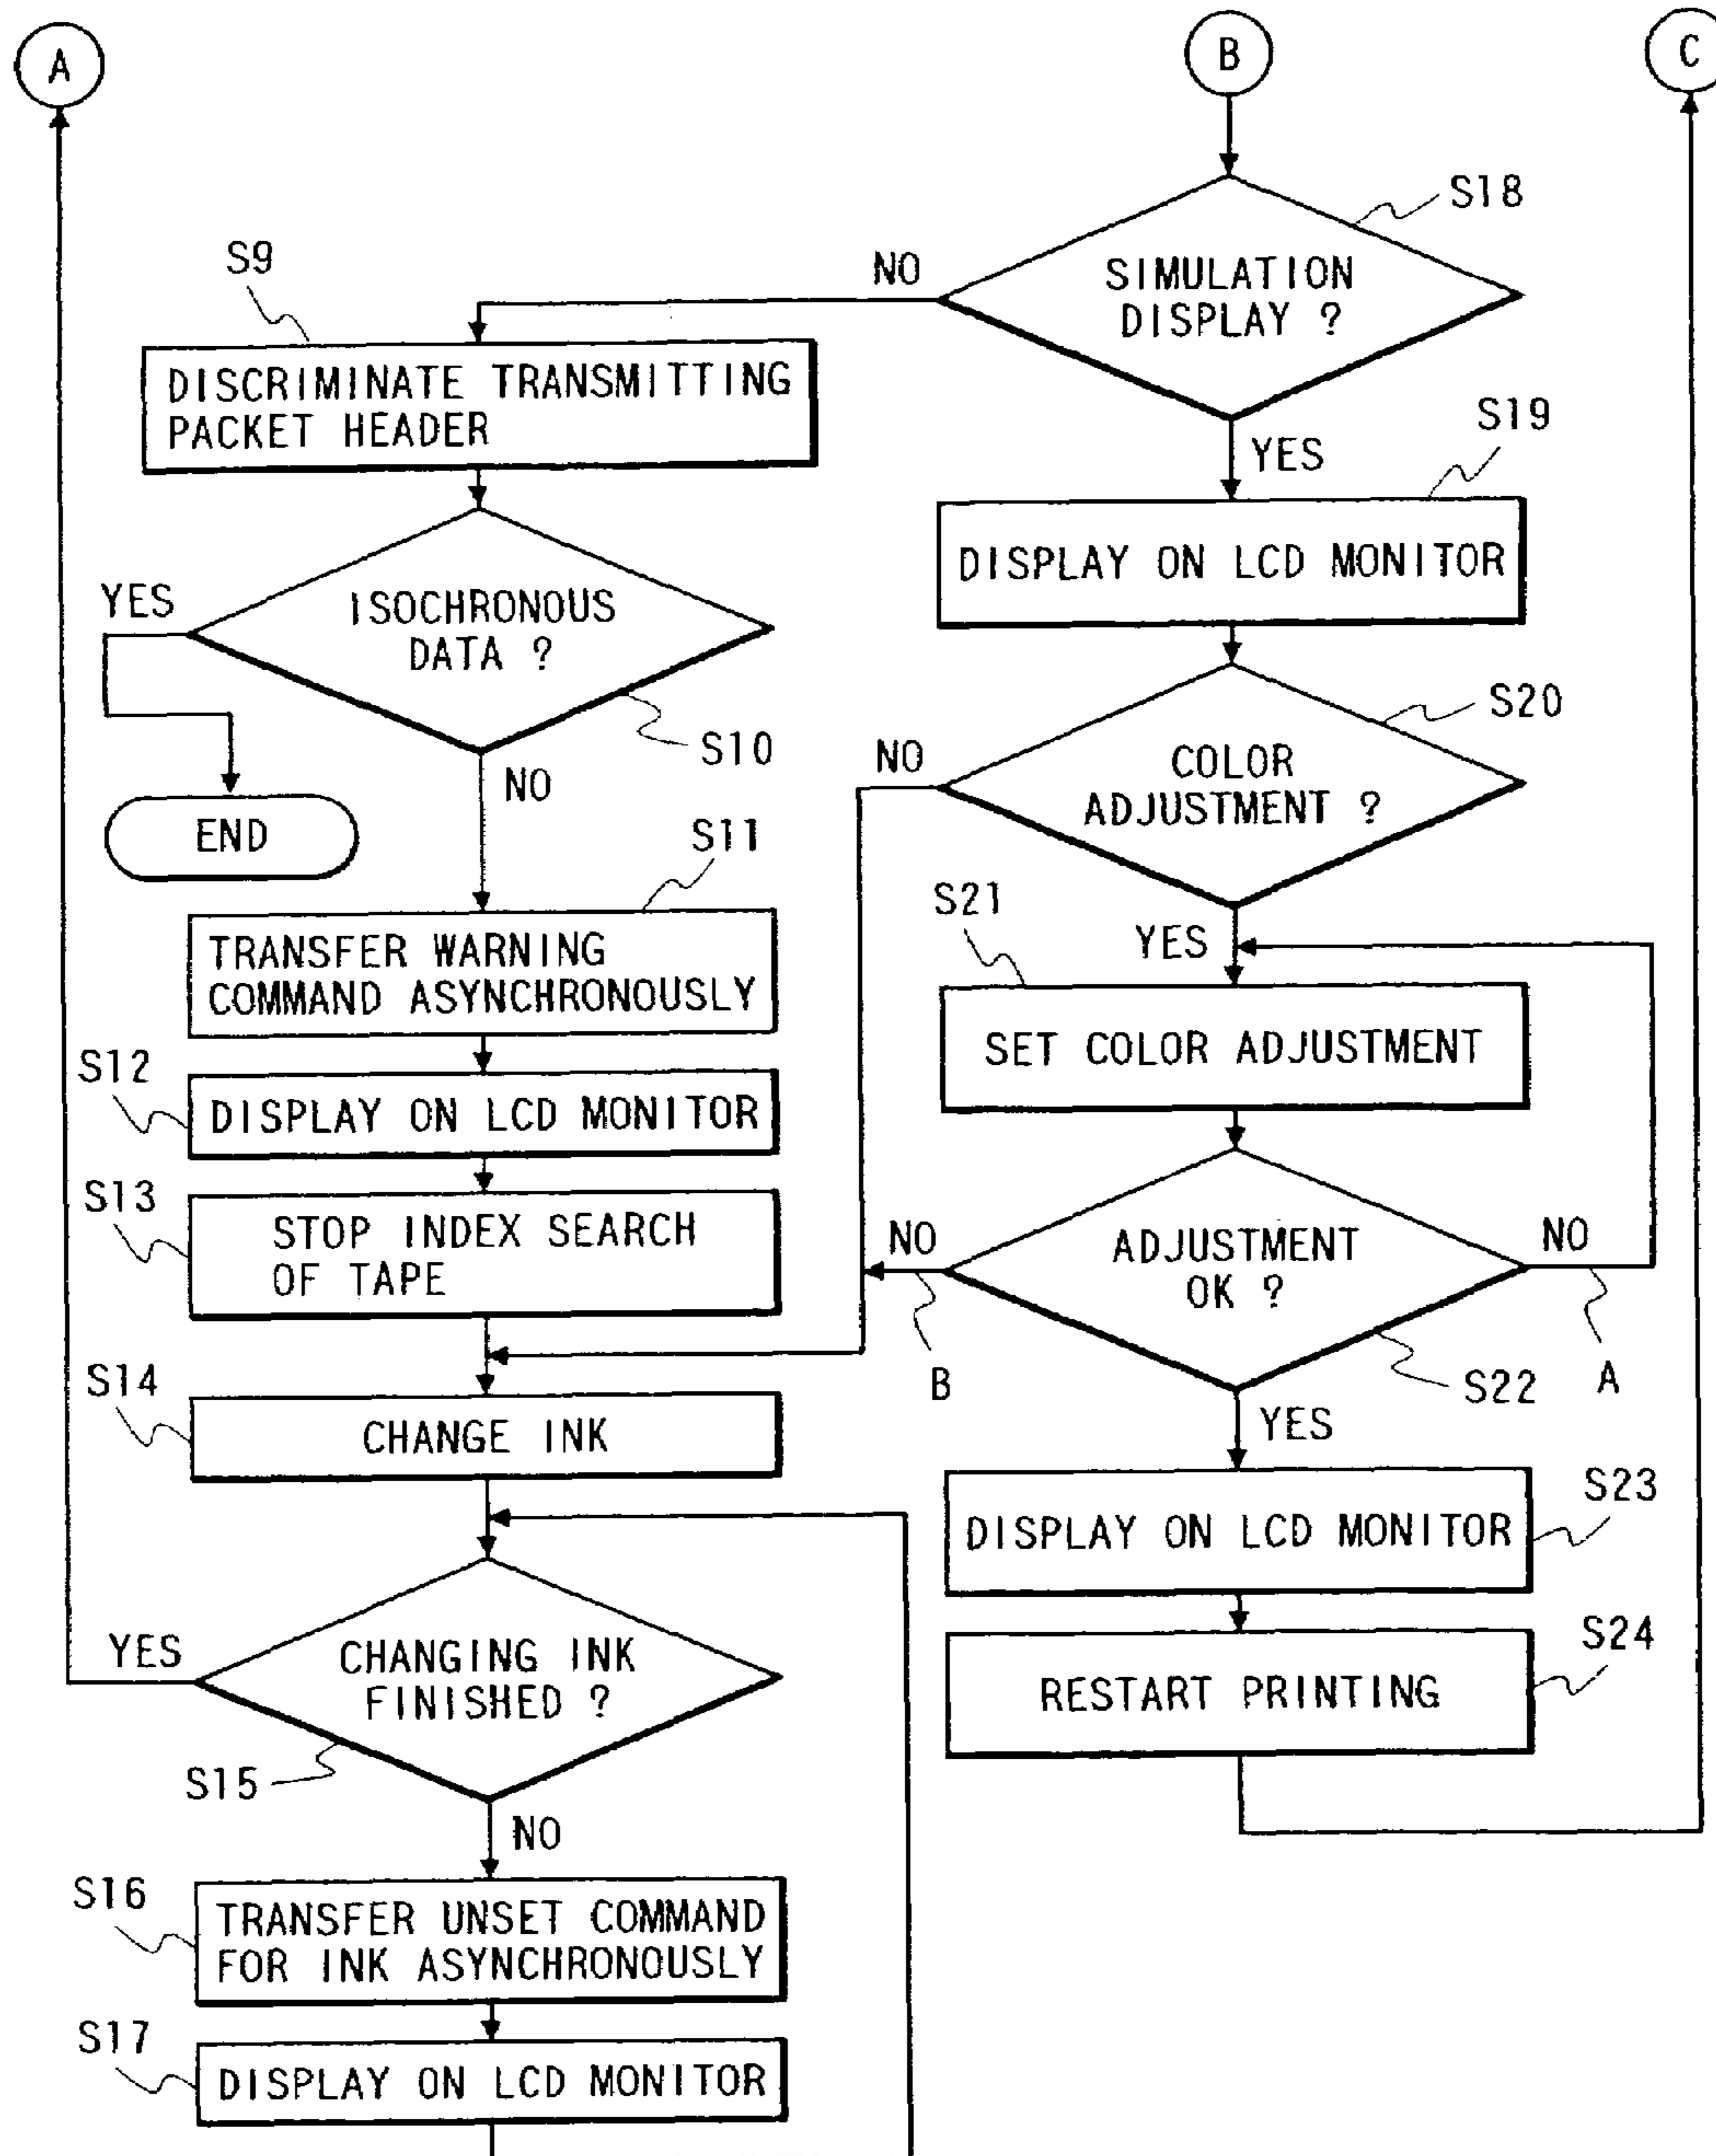 A
B
C
S18
SIMULATION
DISPLAY ?
NO
YES
S9
DISCRIMINATE TRANSMITTING
PACKET HEADER
S19
DISPLAY ON LCD MONITOR
YES
ISOCHRONOUS
DATA ?
S10
NO
END
S20
NO
COLOR
ADJUSTMENT ?
YES
S11
TRANSFER WARNING
COMMAND ASYNCHRONOUSLY
S21
SET COLOR ADJUSTMENT
S12
DISPLAY ON LCD MONITOR
S13
STOP INDEX SEARCH
OF TAPE
NO
ADJUSTMENT
OK ?
NO
B
S22
A
YES
S14
CHANGE INK
S23
DISPLAY ON LCD MONITOR
YES
CHANGING INK
FINISHED ?
S15
NO
S24
RESTART PRINTING
S16
TRANSFER UNSET COMMAND
FOR INK ASYNCHRONOUSLY
S17
DISPLAY ON LCD MONITOR